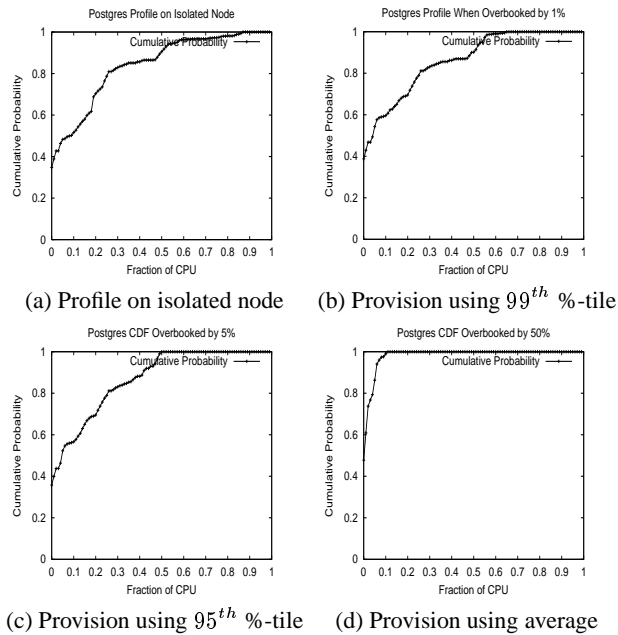 Postgres Profile on Isolated Node
Cumulative Probability
Cumulative Probability
1
0.8
0.6
0.4
0.2
0
0 0.1 0.2 0.3 0.4 0.5 0.6 0.7 0.8 0.9 1
Fraction of CPU
(a) Profile on isolated node
Postgres Profile When Overbooked by 1%
Cumulative Probability
Cumulative Probability
1
0.8
0.6
0.4
0.2
0
0 0.1 0.2 0.3 0.4 0.5 0.6 0.7 0.8 0.9 1
Fraction of CPU
(b) Provision using 99th %-tile
Postgres CDF Overbooked by 5%
Cumulative Probability
Cumulative Probability
1
0.8
0.6
0.4
0.2
0
0 0.1 0.2 0.3 0.4 0.5 0.6 0.7 0.8 0.9 1
Fraction of CPU
(c) Provision using 95th %-tile
Postgres CDF Overbooked by 50%
Cumulative Probability
Cumulative Probability
1
0.8
0.6
0.4
0.2
0
0 0.1 0.2 0.3 0.4 0.5 0.6 0.7 0.8 0.9 1
Fraction of CPU
(d) Provision using average